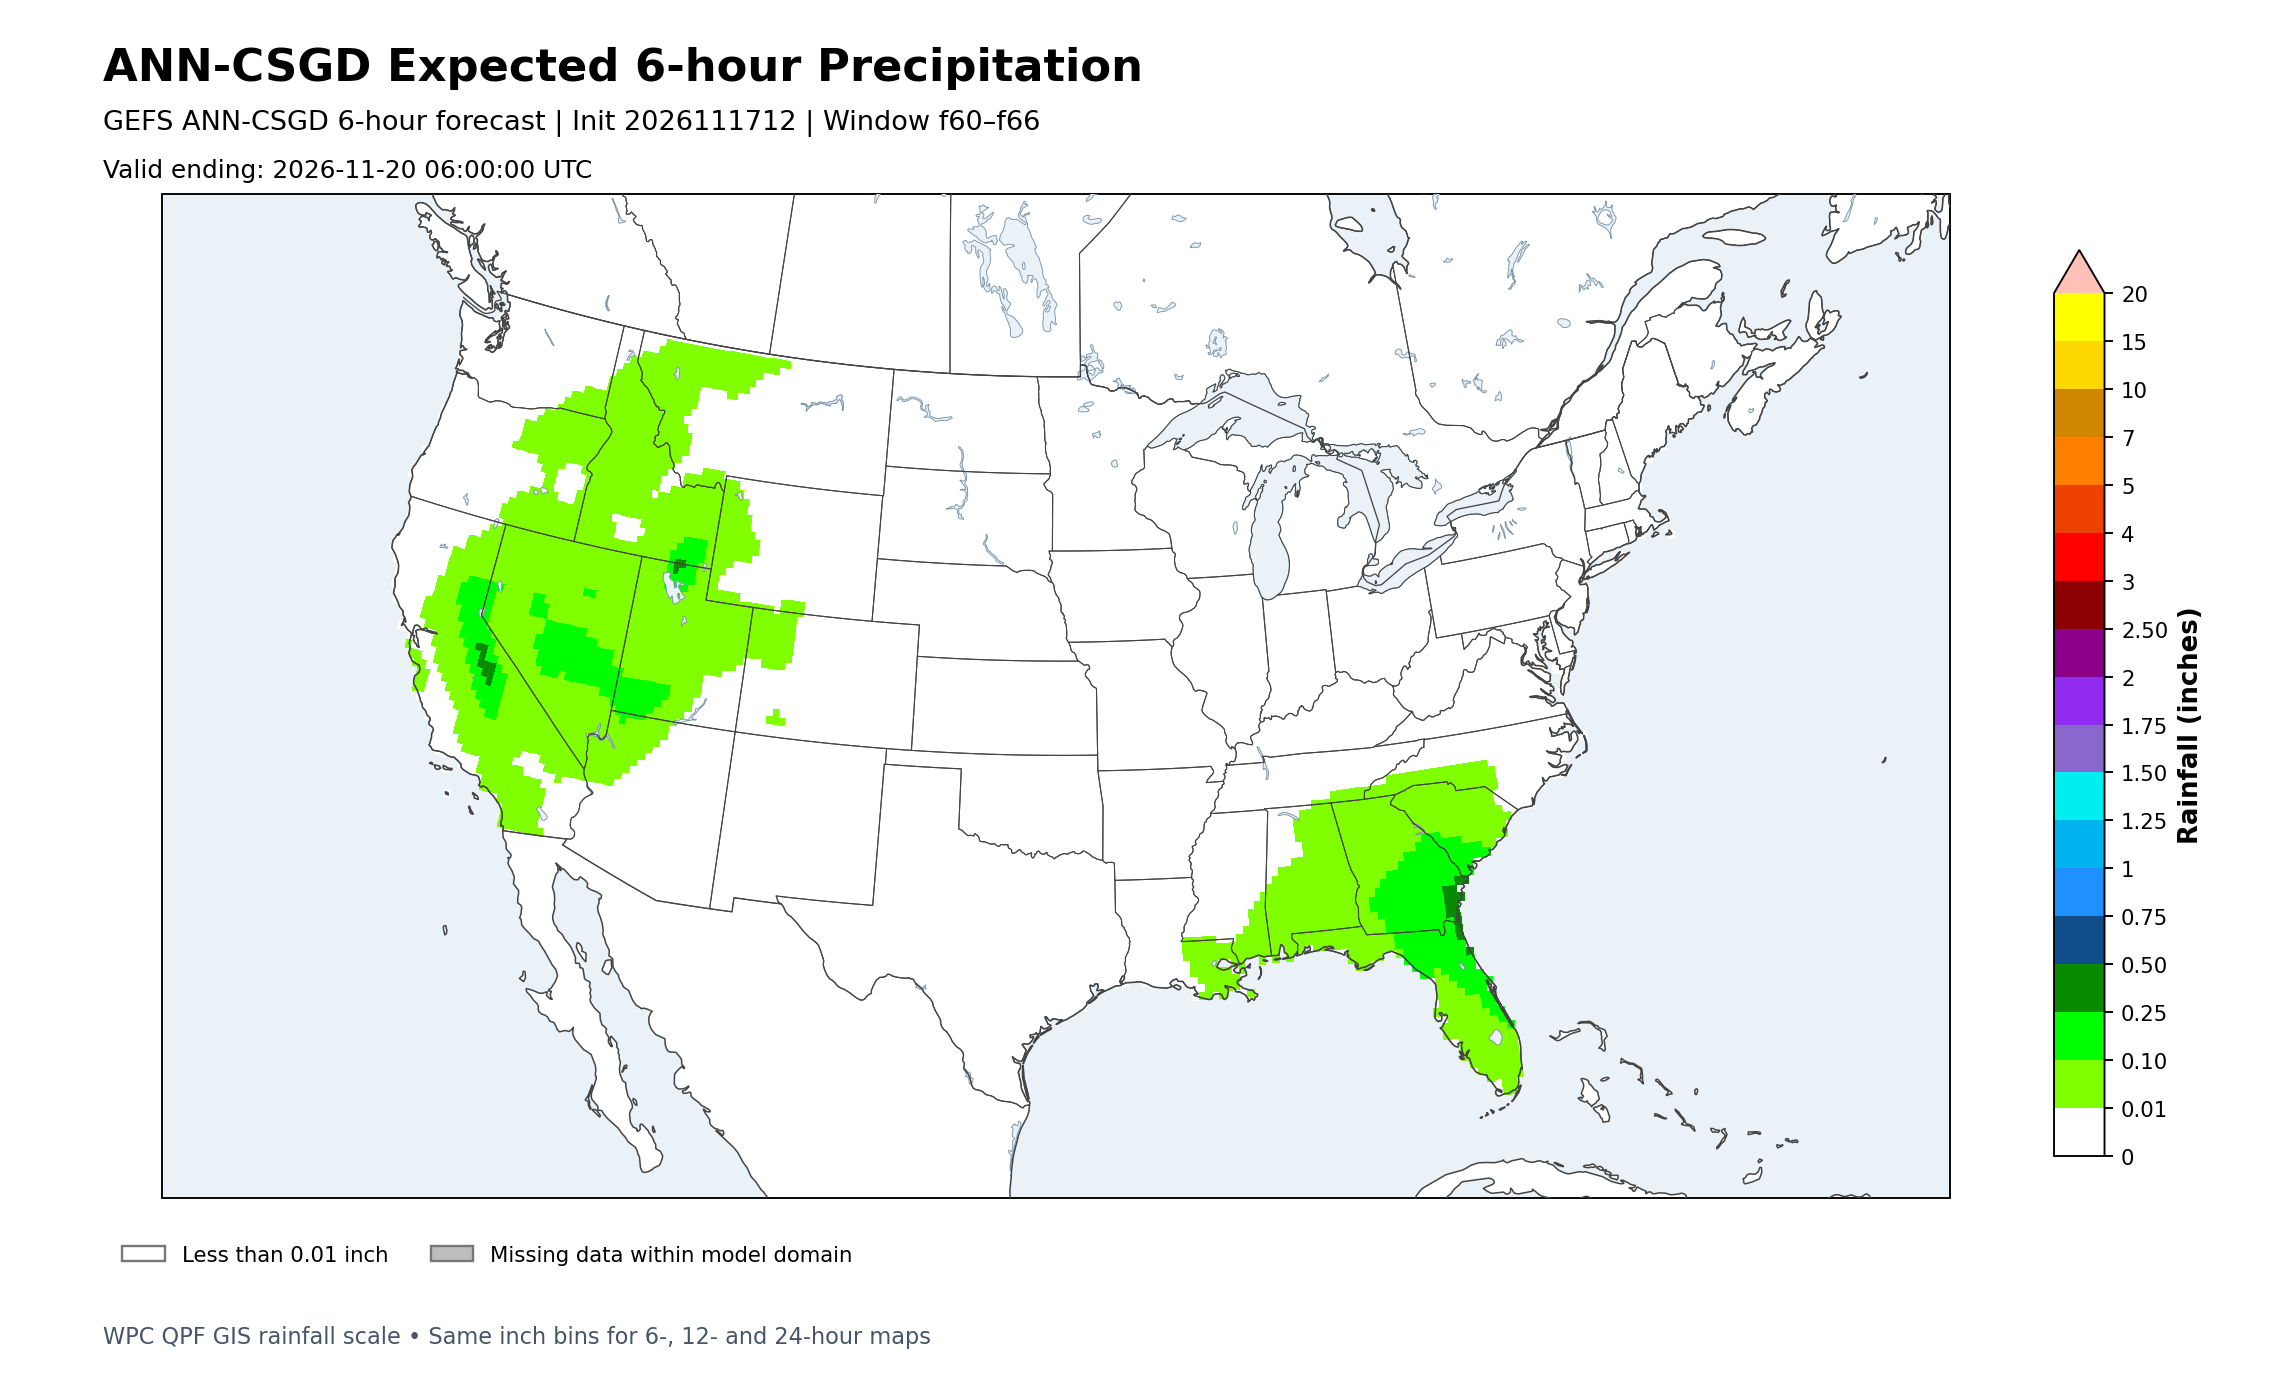 ANN-CSGD Expected 6-hour Precipitation
GEFS ANN-CSGD 6-hour forecast | Init 2026111712 | Window f60–f66
Valid ending: 2026-11-20 06:00:00 UTC
20
15
10
7
5
4
3
2.50
2
1.75
1.50
1.25
1
0.75
0.50
0.25
0.10
0.01
0
Rainfall (inches)
Less than 0.01 inch
Missing data within model domain
WPC QPF GIS rainfall scale • Same inch bins for 6-, 12- and 24-hour maps